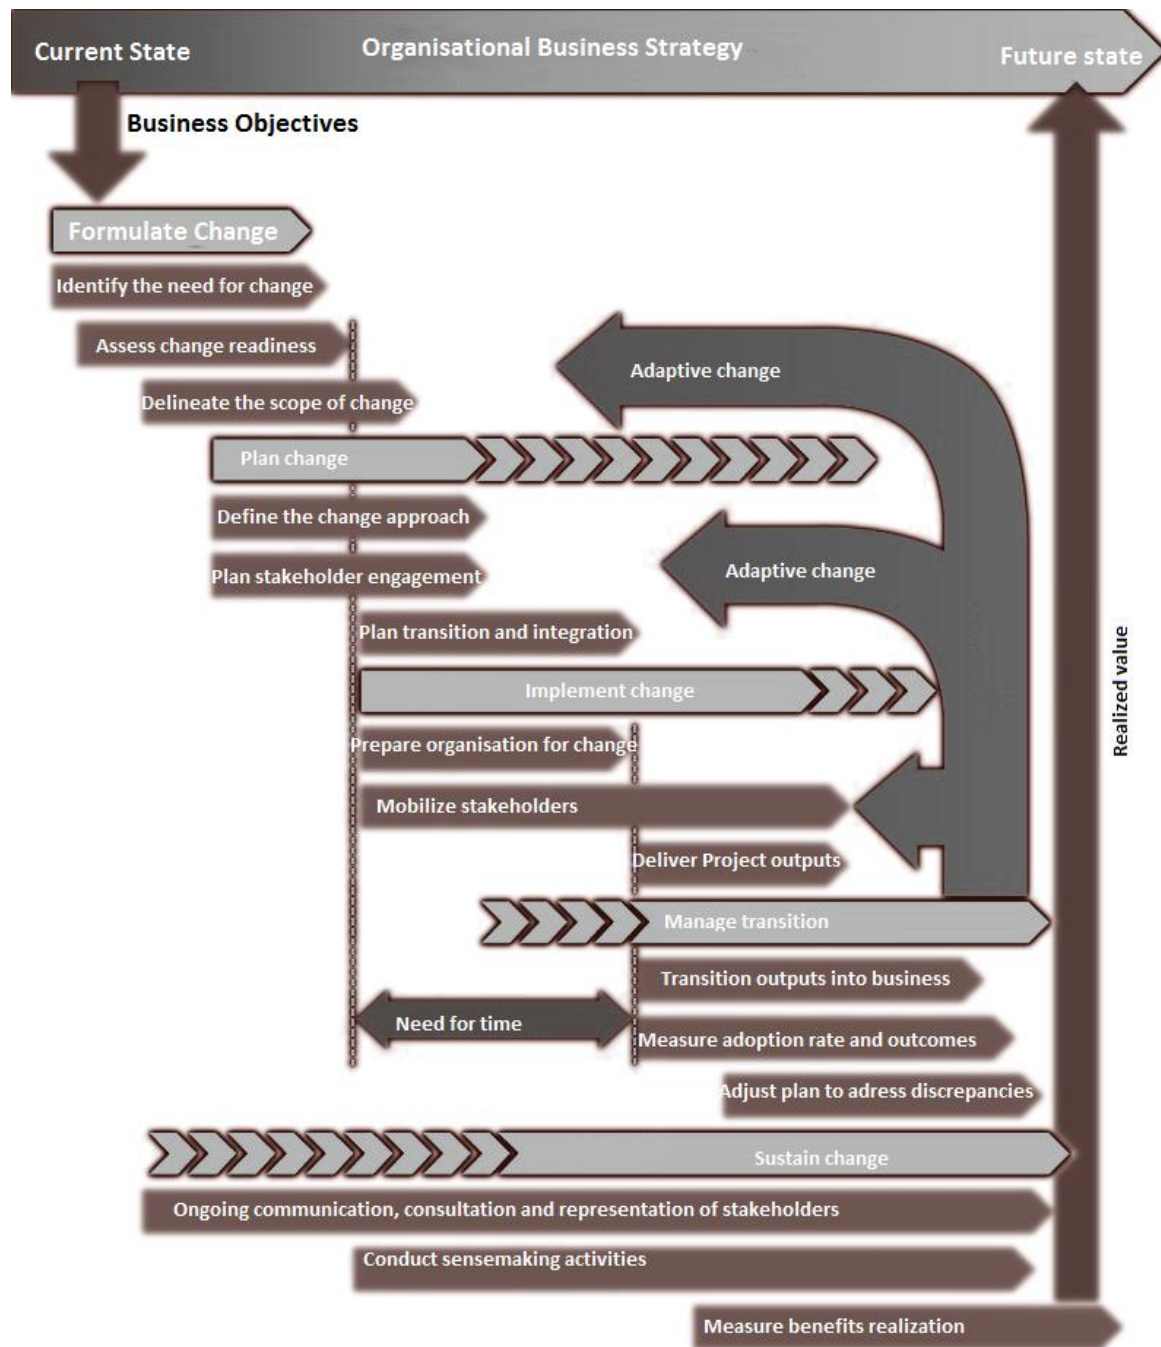 Current State
Organisational Business Strategy
Future state
Business Objectives
Formulate Change
Identify the need for change
Assess change readiness
Delineate the scope of change
Adaptive change
Plan change
Define the change approach
Plan stakeholder engagement
Adaptive change
Plan transition and integration
Realized value
Implement change
Prepare organisation for change
Mobilize stakeholders
Deliver Project outputs
Manage transition
Transition outputs into business
Need for time
Measure adoption rate and outcomes
Adjust plan to adress discrepancies
Sustain change
Ongoing communication, consultation and representation of stakeholders
Conduct sensemaking activities
Measure benefits realization